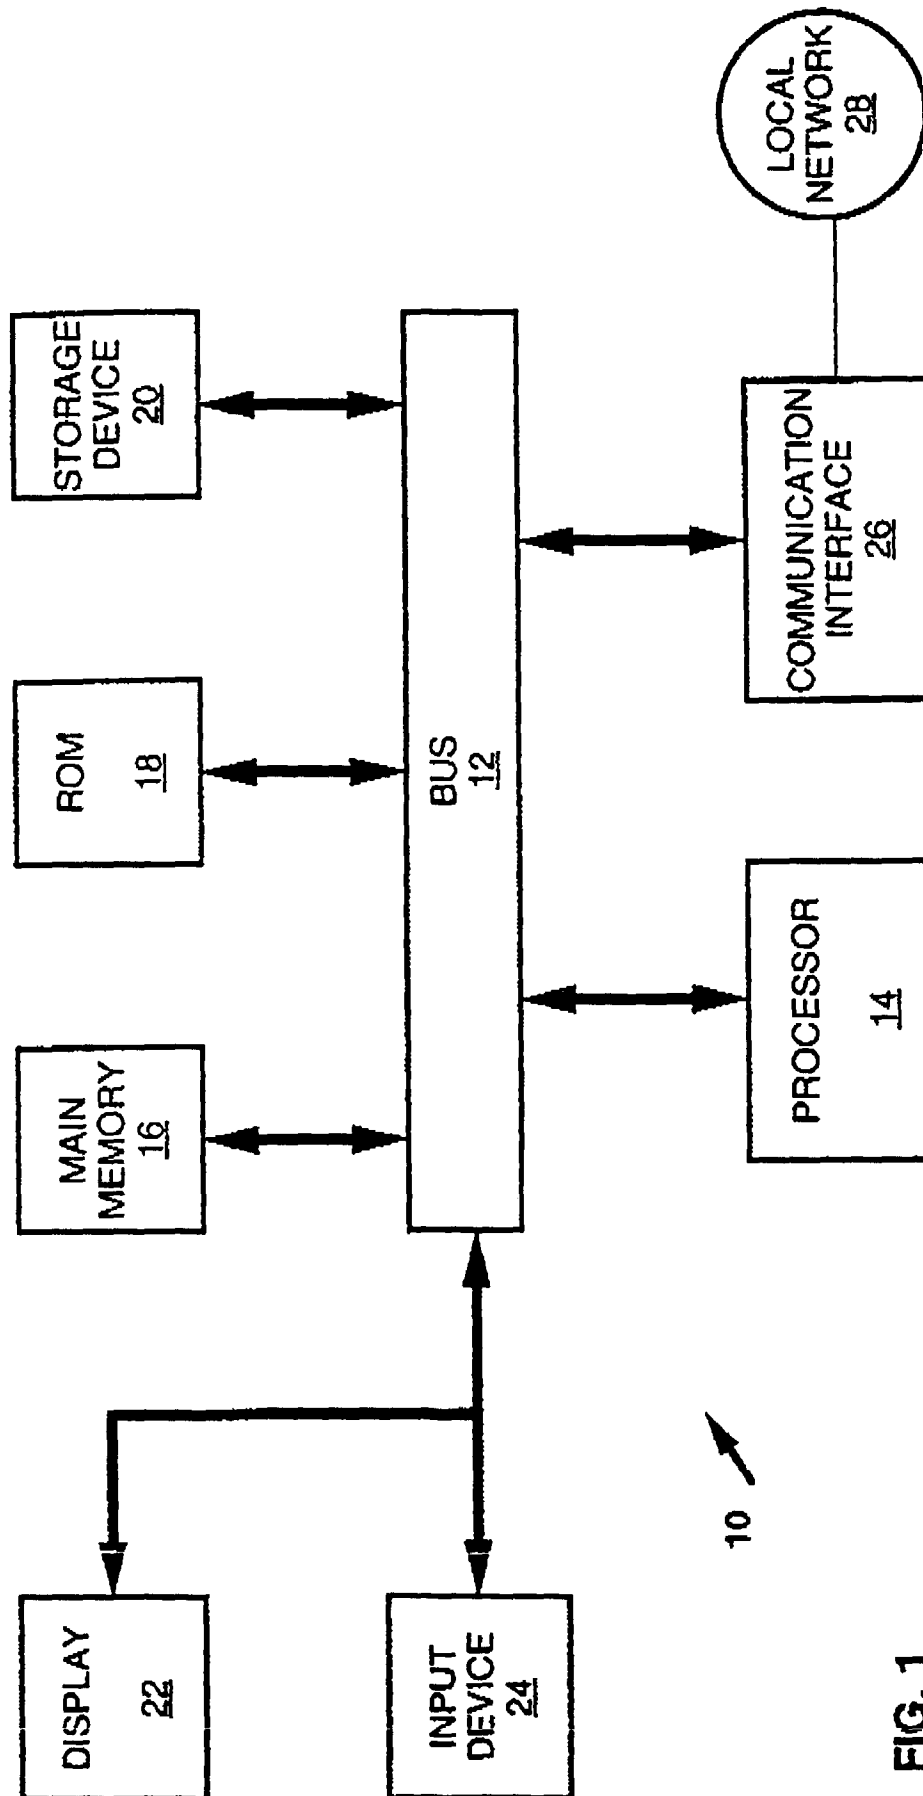 DISPLAY
22
MAIN
MEMORY
16
ROM
18
STORAGE
DEVICE
20
INPUT
DEVICE
24
BUS
12
10
PROCESSOR
14
COMMUNICATION
INTERFACE
26
LOCAL
NETWORK
28
FIG. 1